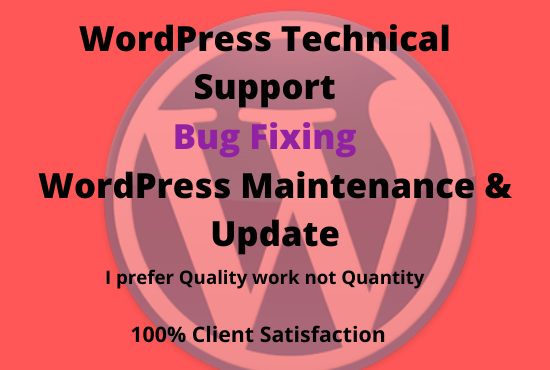 WordPress Technical
Support
Bug Fixing
WordPress Maintenance &
Update
I prefer Quality work not Quantity
100% Client Satisfaction